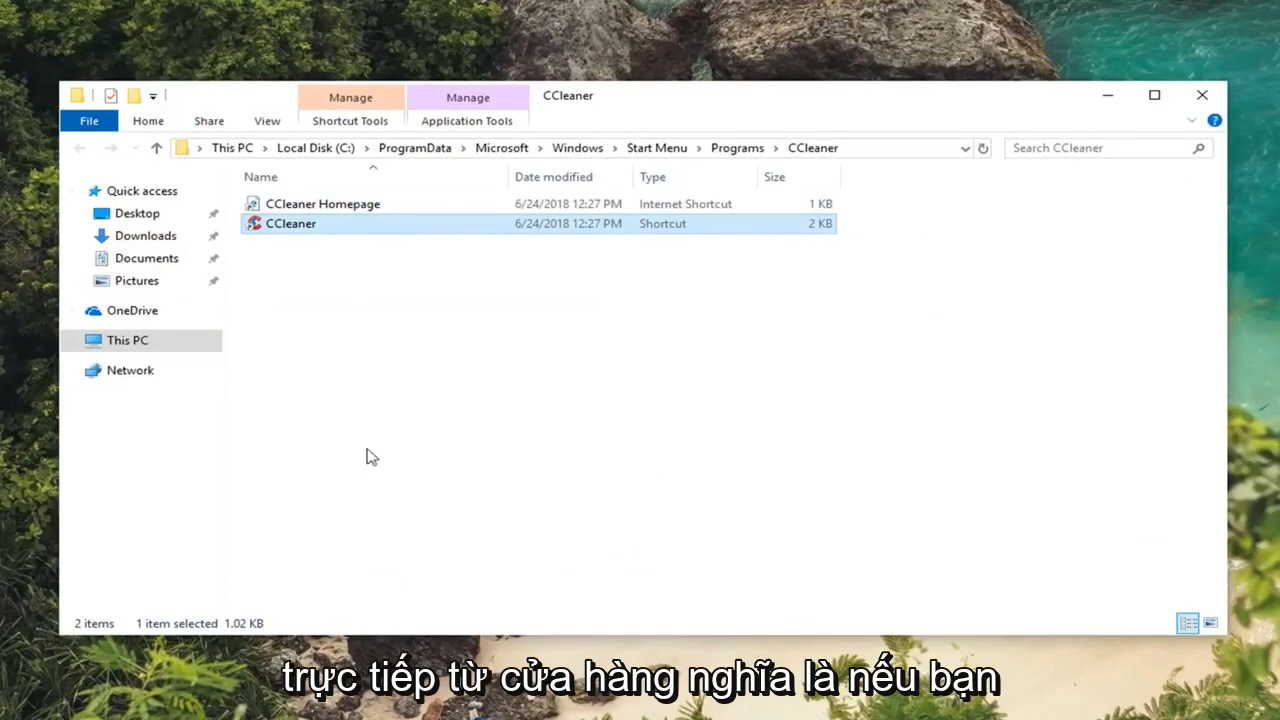 CCleaner
Manage
Manage
File
Home
Share
View
Shortcut Tools
Application Tools
This PC
Local Disk (C:)
ProgramData
Microsoft
Windows
Start Menu
Programs
CCleaner
Search CCleaner
Name
Date modified
Type
Size
CCleaner Homepage
6/24/2018 12:27 PM
Internet Shortcut
1 KB
CCleaner
6/24/2018 12:27 PM
Shortcut
2 KB
Quick access
Desktop
Downloads
Documents
Pictures
OneDrive
This PC
Network
2 items
1 item selected 1.02 KB
trực tiếp từ cửa hàng nghĩa là nếu bạn